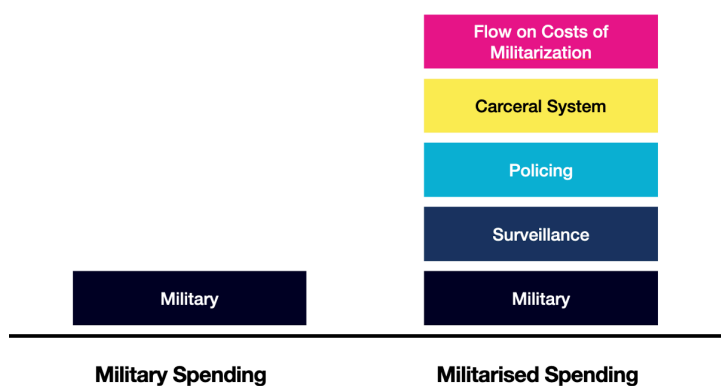 Flow on Costs of
Militarization
Carceral System
Policing
Surveillance
Military
Military
Military Spending
Militarised Spending